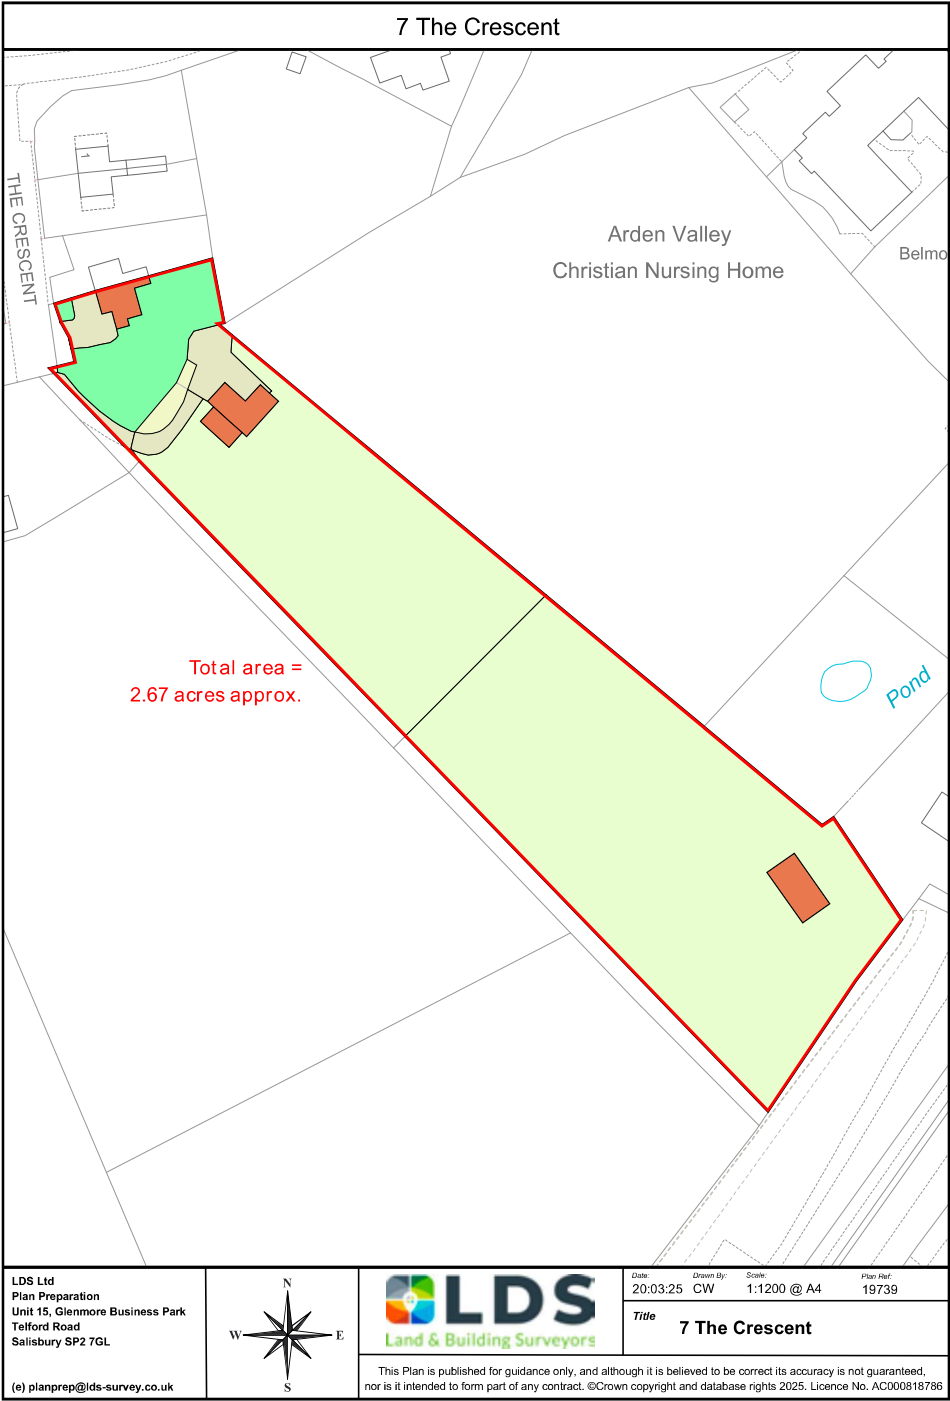 7 The Crescent
1
THE CRESCENT
Arden Valley
Christian Nursing Home
Belmo
Total area =
2.67 acres approx.
Pond
LDS Ltd
Plan Preparation
Unit 15, Glenmore Business Park
Telford Road
Salisbury SP2 7GL
(e) planprep@lds-survey.co.uk
N
W E
S
LDS
Land & Building Surveyors
Date: Drawn By: Scale: Plan Ref:
20:03:25 CW 1:1200 @ A4 19739
Title
7 The Crescent
This Plan is published for guidance only, and although it is believed to be correct its accuracy is not guaranteed,
nor is it intended to form part of any contract. ©Crown copyright and database rights 2025. Licence No. AC000818786